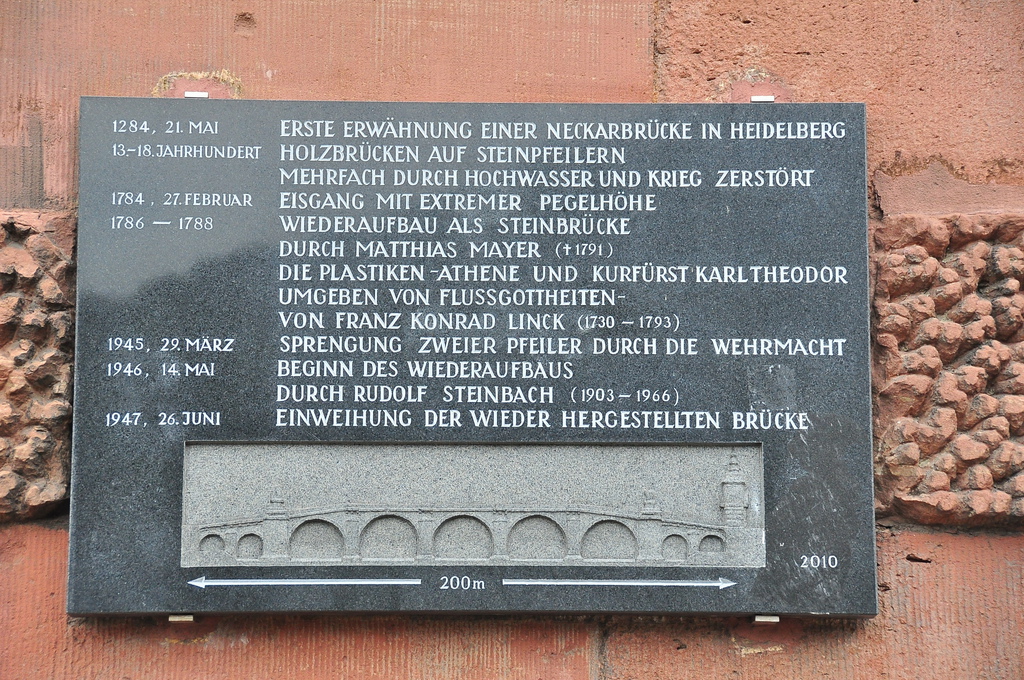 1284, 21. MAI ERSTE ERWÄHNUNG EINER NECKARBRÜCKE IN HEIDELBERG
13.–18. JAHRHUNDERT HOLZBRÜCKEN AUF STEINPFEILERN
MEHRFACH DURCH HOCHWASSER UND KRIEG ZERSTÖRT
1784, 27. FEBRUAR EISGANG MIT EXTREMER PEGELHÖHE
1786 – 1788 WIEDERAUFBAU ALS STEINBRÜCKE
DURCH MATTHIAS MAYER (†1791)
DIE PLASTIKEN -ATHENE UND KURFÜRST KARL THEODOR
UMGEBEN VON FLUSSGOTTHEITEN-
VON FRANZ KONRAD LINCK (1730 – 1793)
1945, 29. MÄRZ SPRENGUNG ZWEIER PFEILER DURCH DIE WEHRMACHT
1946, 14. MAI BEGINN DES WIEDERAUFBAUS
DURCH RUDOLF STEINBACH (1903 – 1966)
1947, 26. JUNI EINWEIHUNG DER WIEDER HERGESTELLTEN BRÜCKE
2010
200m